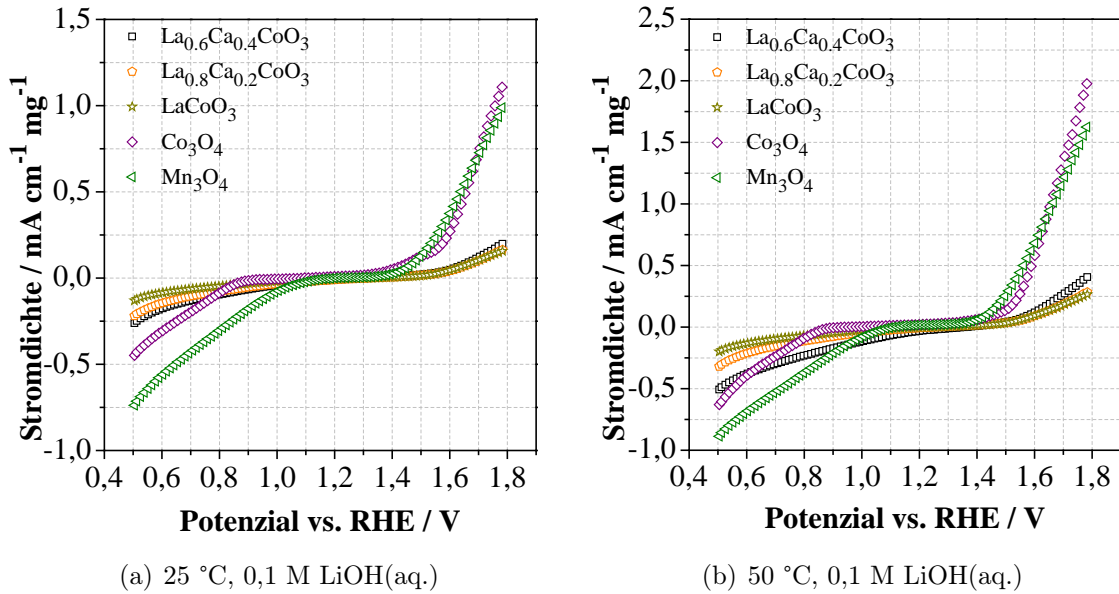 1,5
1,0
0,5
0,0
-0,5
-1,0
0,4 0,6 0,8 1,0 1,2 1,4 1,6 1,8
Stromdichte / mA cm⁻¹ mg⁻¹
Potenzial vs. RHE / V
La₀.₆Ca₀.₄CoO₃
La₀.₈Ca₀.₂CoO₃
LaCoO₃
Co₃O₄
Mn₃O₄
(a) 25 °C, 0,1 M LiOH(aq.)
2,5
2,0
1,5
1,0
0,5
0,0
-0,5
-1,0
0,4 0,6 0,8 1,0 1,2 1,4 1,6 1,8
Stromdichte / mA cm⁻¹ mg⁻¹
Potenzial vs. RHE / V
La₀.₆Ca₀.₄CoO₃
La₀.₈Ca₀.₂CoO₃
LaCoO₃
Co₃O₄
Mn₃O₄
(b) 50 °C, 0,1 M LiOH(aq.)